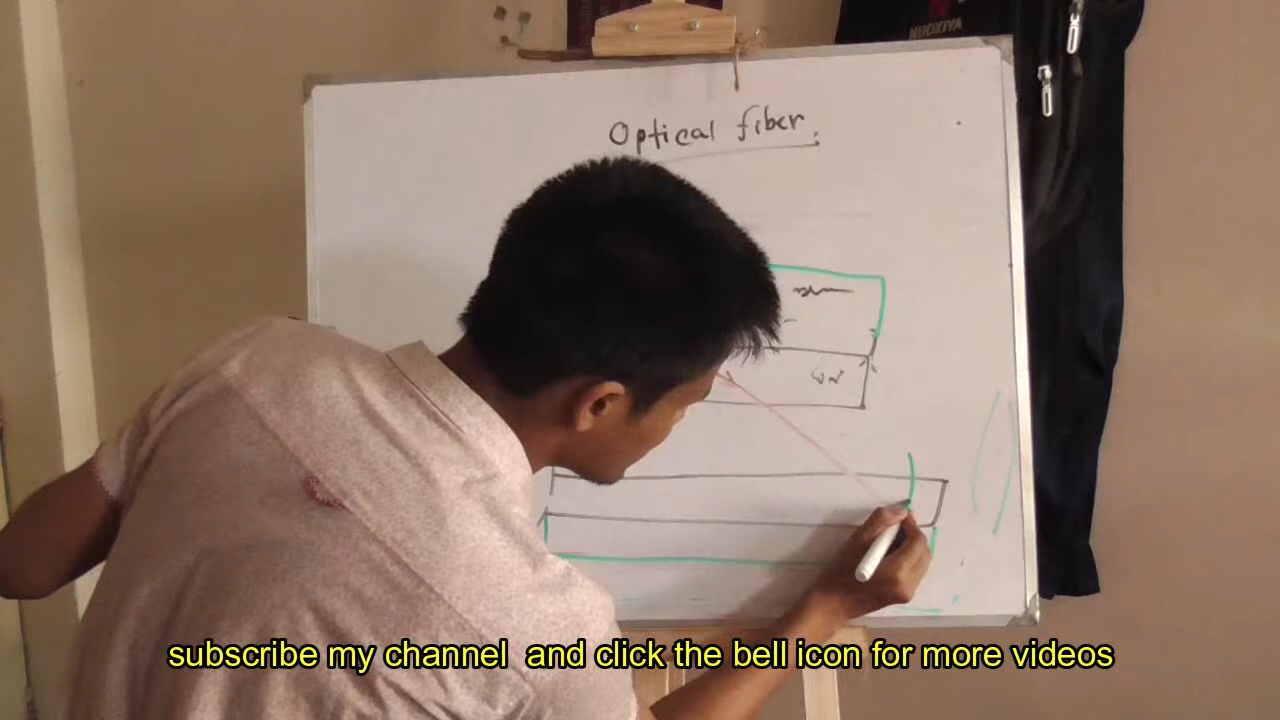 Optical fiber
subscribe my channel and click the bell icon for more videos